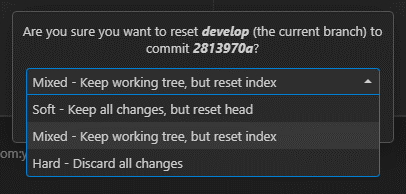 Are you sure you want to reset develop (the current branch) to
commit 2813970a?
Mixed - Keep working tree, but reset index
Soft - Keep all changes, but reset head
Mixed - Keep working tree, but reset index
Hard - Discard all changes
om:y